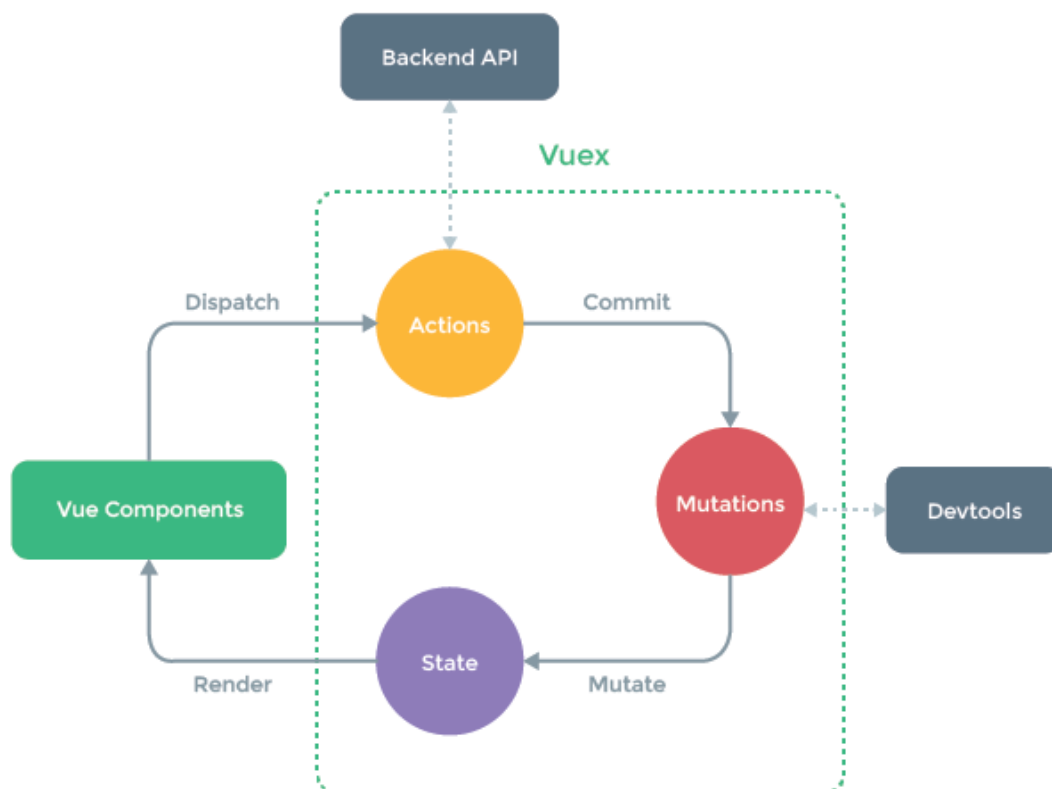 Backend API
Vuex
Dispatch
Commit
Actions
Vue Components
Mutations
Devtools
State
Render
Mutate